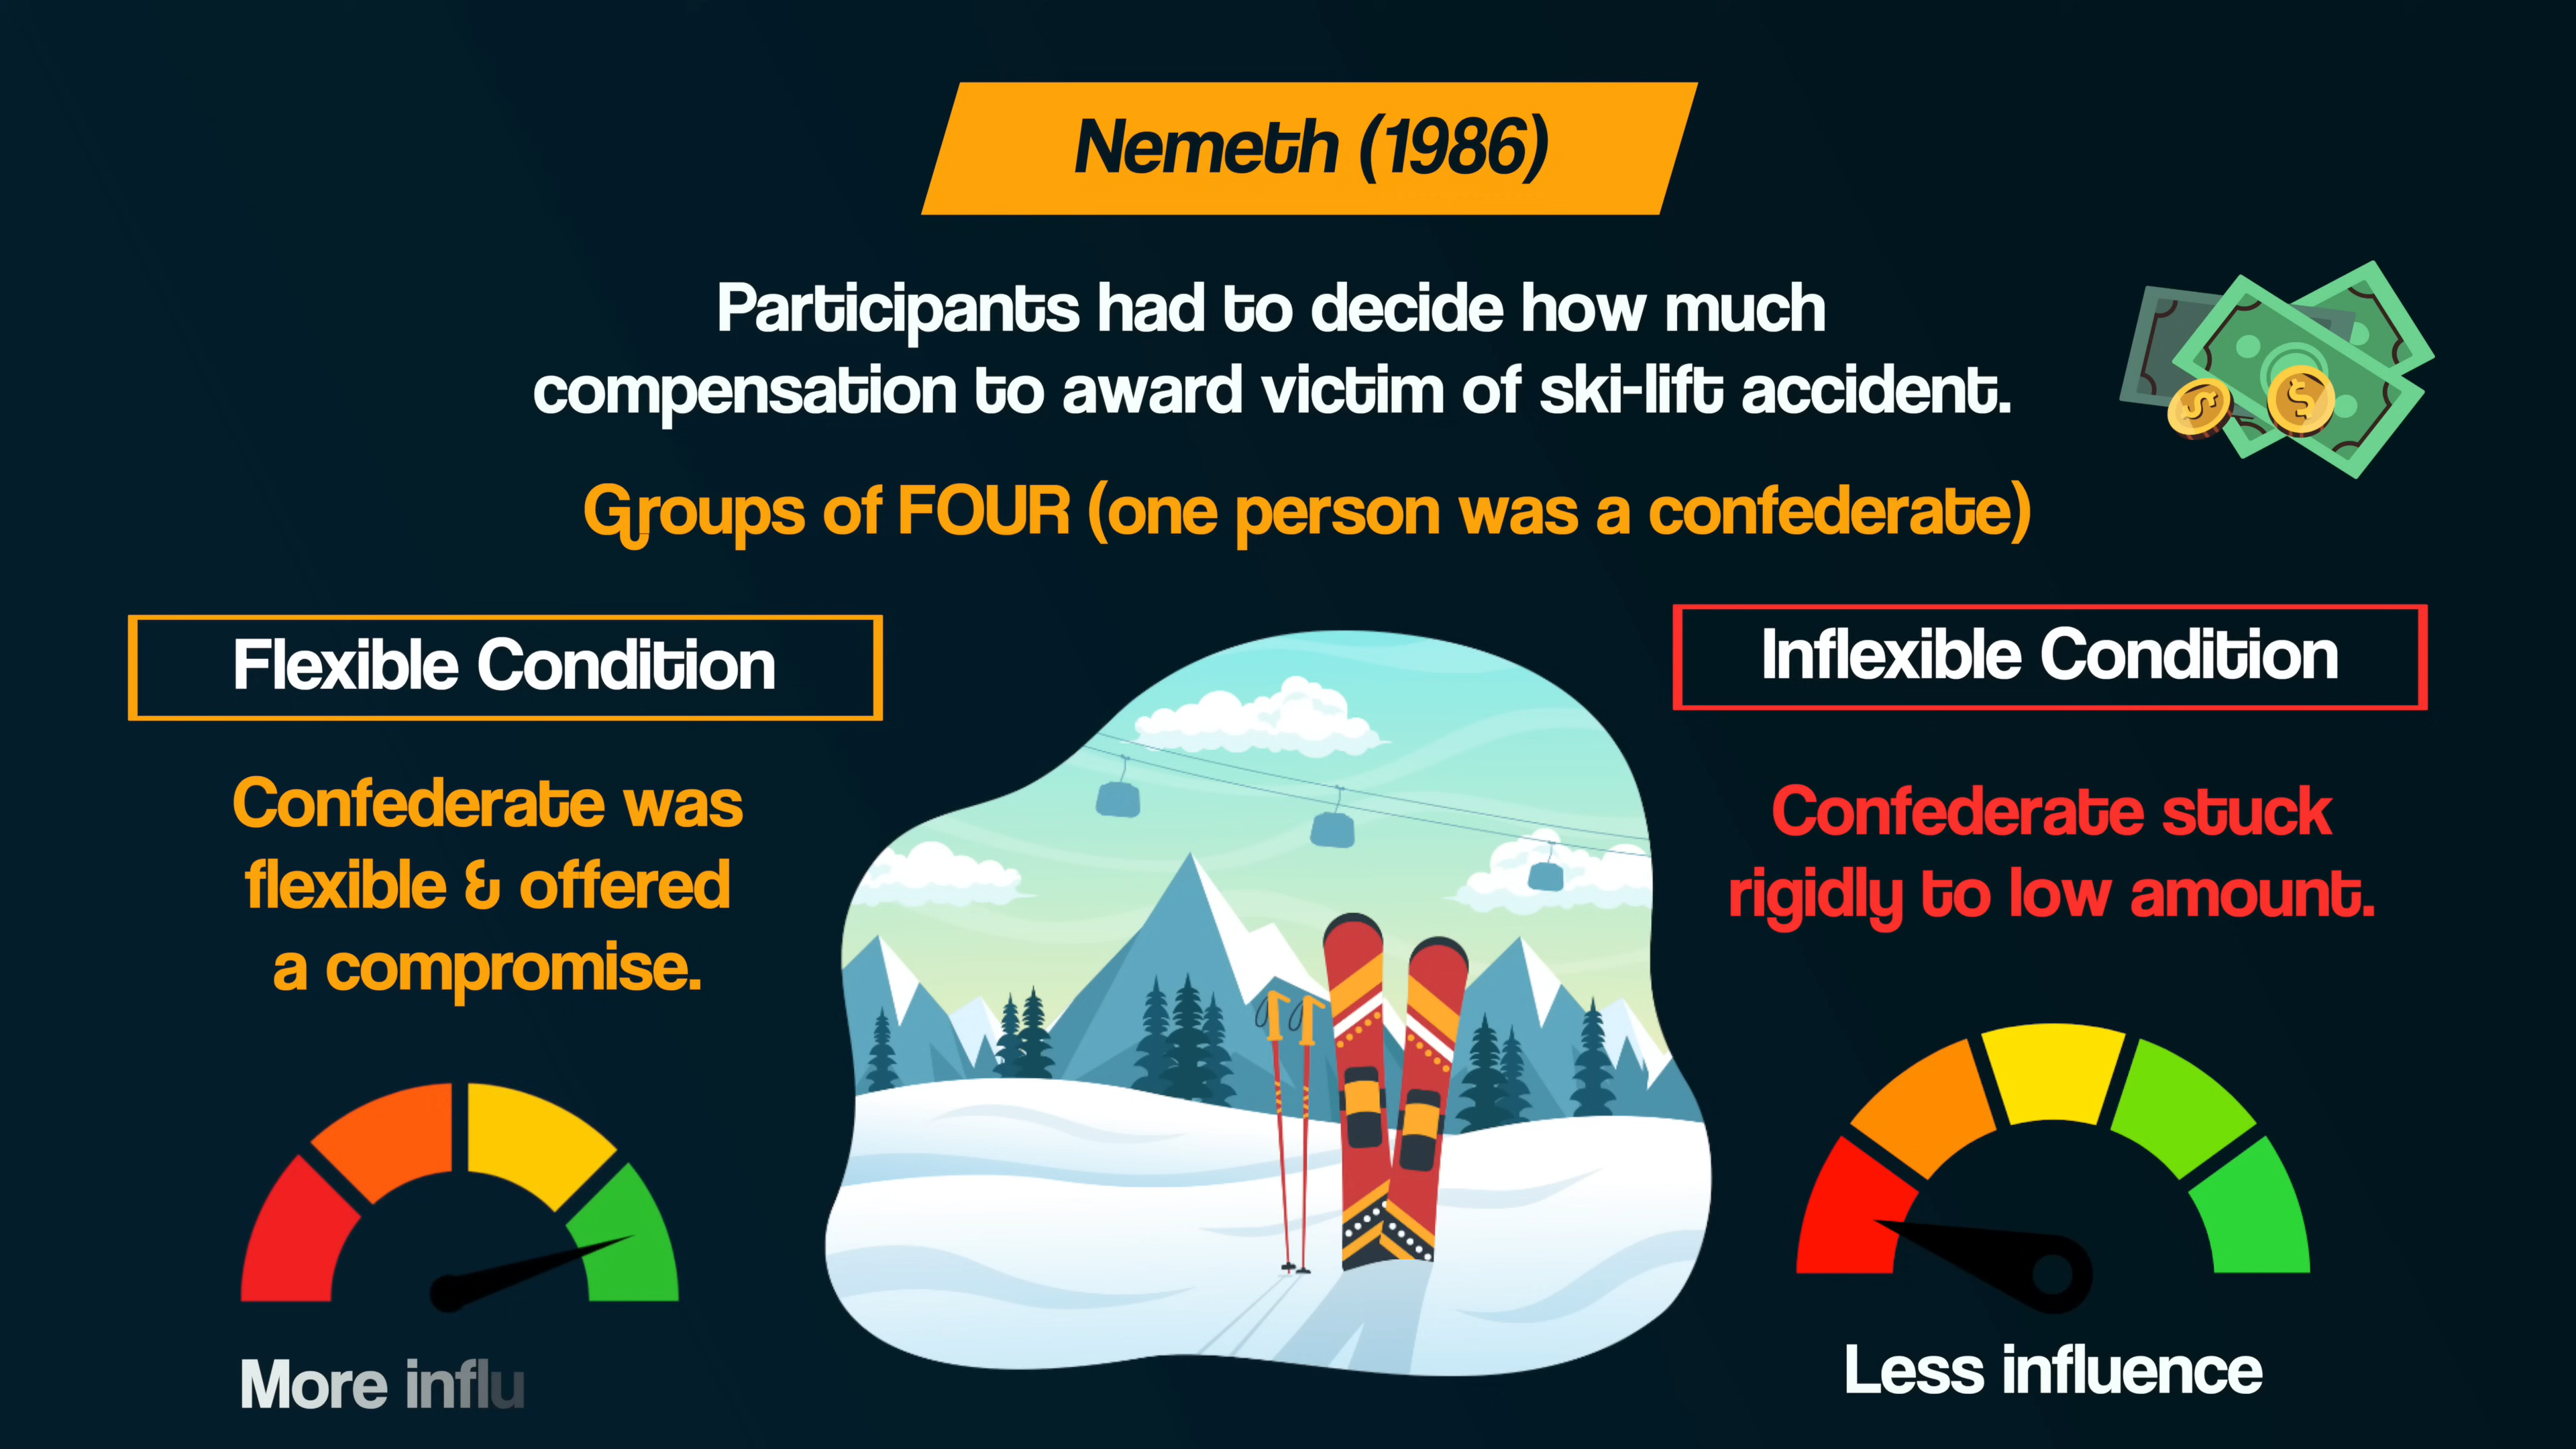 Nemeth (1986)
Participants had to decide how much
compensation to award victim of ski-lift accident.
Groups of FOUR (one person was a confederate)
Flexible Condition
Confederate was
flexible & offered
a compromise.
More influ
Inflexible Condition
Confederate stuck
rigidly to low amount.
Less influence